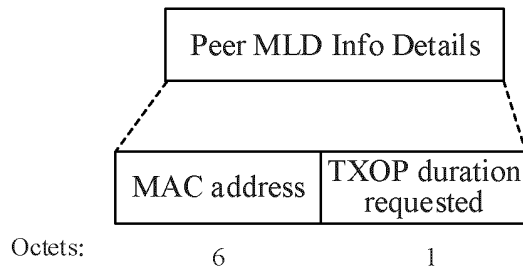 Peer MLD Info Details
MAC address
TXOP duration
requested
Octets:
6
1